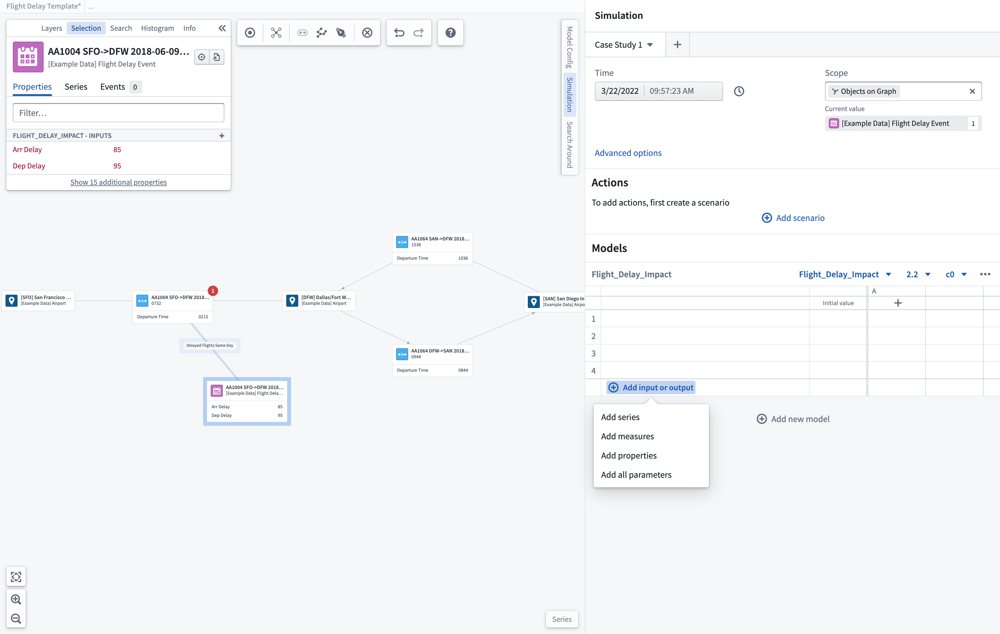 Flight Delay Template*
...
Layers Selection Search Histogram Info
AA1004 SFO->DFW 2018-06-09...
[Example Data] Flight Delay Event
Properties Series Events 0
Filter...
FLIGHT_DELAY_IMPACT - INPUTS +
Arr Delay 85
Dep Delay 95
Show 15 additional properties
Model Config
Simulation
Search Around
AA1064 SAN->DFW 2018...
1538
Departure Time 1036
[SFO] San Francisco ...
[Example Data] Airport
1
AA1004 SFO->DFW 2018...
0732
Departure Time 0215
[DFW] Dallas/Fort W...
[Example Data] Airport
[SAN] San Diego In
[Example Data] Airpo
Delayed Flights Same Day
AA1064 DFW->SAN 2018...
0944
Departure Time 0844
AA1004 SFO->DFW 2018...
[Example Data] Flight Dela...
Arr Delay 85
Dep Delay 95
Series
Simulation
Case Study 1
Time
3/22/2022 09:57:23 AM
Scope
Objects on Graph
Current value
[Example Data] Flight Delay Event 1
Advanced options
Actions
To add actions, first create a scenario
Add scenario
Models
Flight_Delay_Impact Flight_Delay_Impact 2.2 c0
A
Initial value
1
2
3
4
Add input or output
Add series
Add measures
Add properties
Add all parameters
Add new model